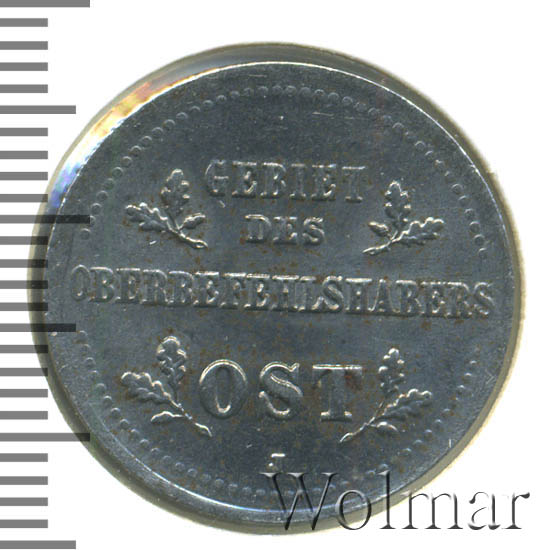 GEBIET
DES
OBERBEFEHLSHABERS
OST
J
Wolmar